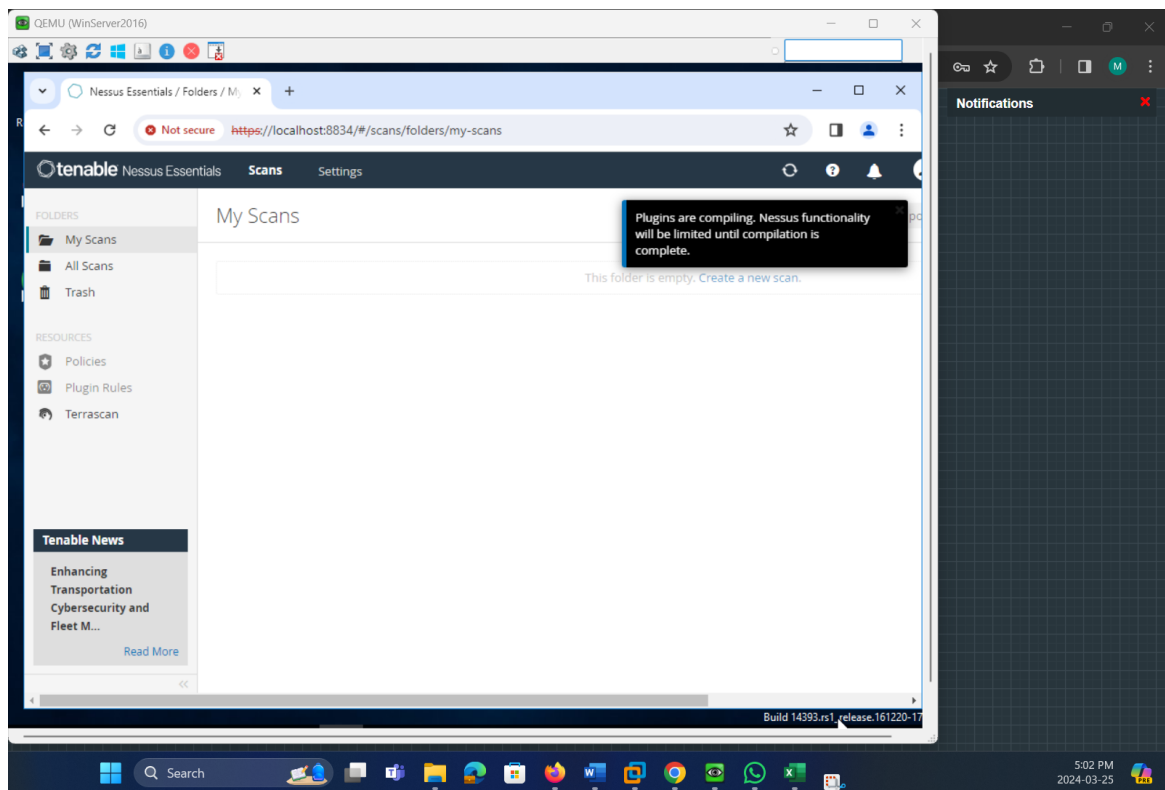 QEMU (WinServer2016)
Nessus Essentials / Folders / My
Not secure https://localhost:8834/#/scans/folders/my-scans
M
Notifications
tenable Nessus Essentials Scans Settings
FOLDERS
My Scans
All Scans
Trash
RESOURCES
Policies
Plugin Rules
Terrascan
Tenable News
Enhancing
Transportation
Cybersecurity and
Fleet M...
Read More
My Scans
Plugins are compiling. Nessus functionality
will be limited until compilation is
complete.
This folder is empty. Create a new scan.
Build 14393.rs1_release.161220-17
Search
5:02 PM
2024-03-25
PRE